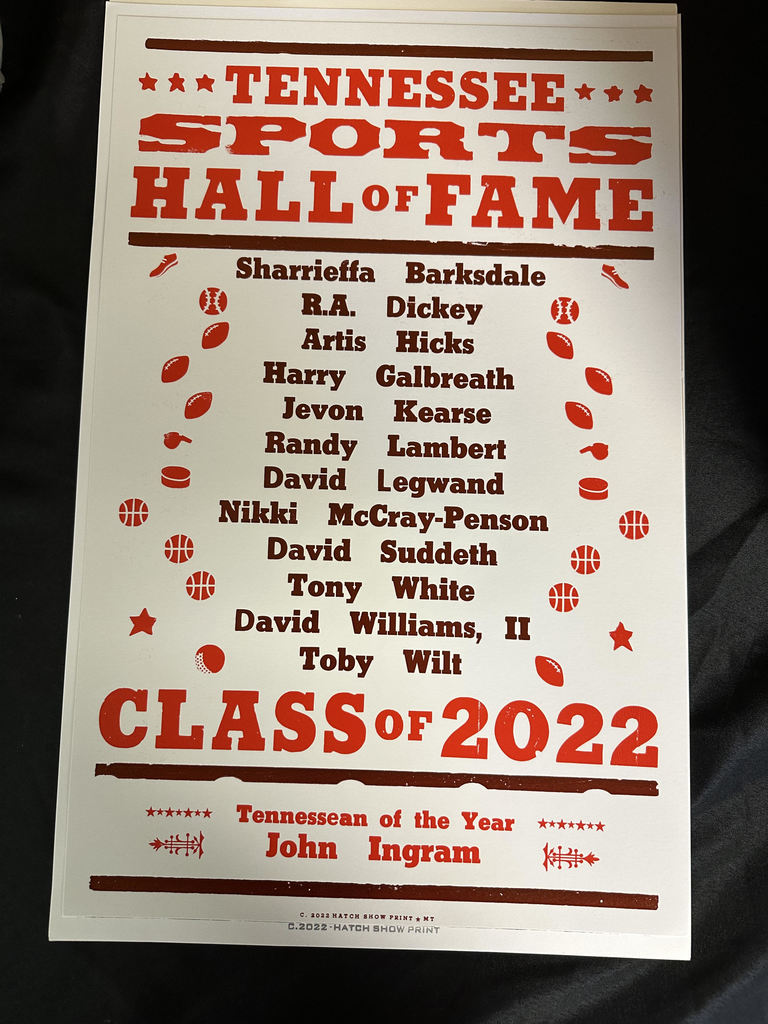 TENNESSEE
SPORTS
HALL OF FAME
Sharrieffa Barksdale
R.A. Dickey
Artis Hicks
Harry Galbreath
Jevon Kearse
Randy Lambert
David Legwand
Nikki McCray-Penson
David Suddeth
Tony White
David Williams, II
Toby Wilt
CLASS OF 2022
Tennessean of the Year
John Ingram
C. 2022 HATCH SHOW PRINT ★ MT
C.2022-HATCH SHOW PRINT